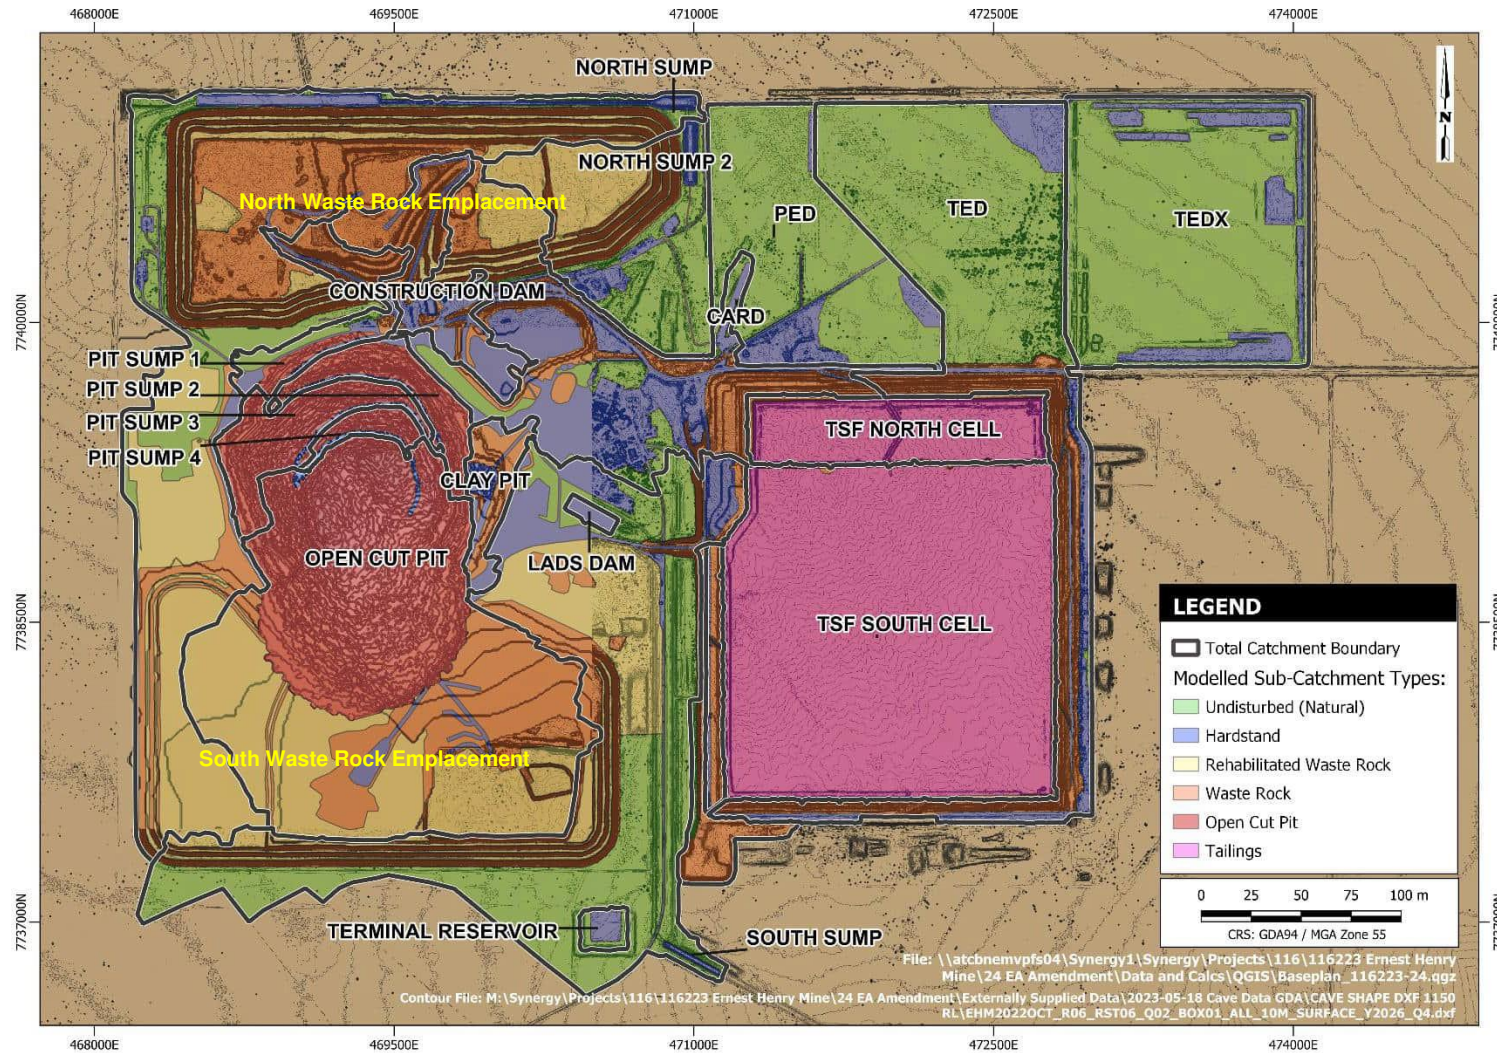 468000E 469500E 471000E 472500E 474000E
NORTH SUMP
N
NORTH SUMP 2
North Waste Rock Emplacement
PED
TED
TEDX
CONSTRUCTION DAM
CARD
7740000N
7740000N
PIT SUMP 1
PIT SUMP 2
PIT SUMP 3
PIT SUMP 4
TSF NORTH CELL
CLAY PIT
OPEN CUT PIT
LADS DAM
7738500N
7738500N
TSF SOUTH CELL
LEGEND
Total Catchment Boundary
Modelled Sub-Catchment Types:
Undisturbed (Natural)
Hardstand
Rehabilitated Waste Rock
Waste Rock
Open Cut Pit
Tailings
South Waste Rock Emplacement
0 25 50 75 100 m
CRS: GDA94 / MGA Zone 55
7737000N
7737000N
TERMINAL RESERVOIR
SOUTH SUMP
File: \\atcbnemvpfs04\Synergy1\Synergy\Projects\116\116223 Ernest Henry
Mine\24 EA Amendment\Data and Calcs\QGIS\Baseplan_116223-24.qgz
Contour File: M:\Synergy\Projects\116\116223 Ernest Henry Mine\24 EA Amendment\Externally Supplied Data\2023-05-18 Cave Data GDA\CAVE SHAPE DXF 1150
RL\EHM2022OCT_R06_RST06_Q02_BOX01_ALL_10M_SURFACE_Y2026_Q4.dxf
468000E 469500E 471000E 472500E 474000E